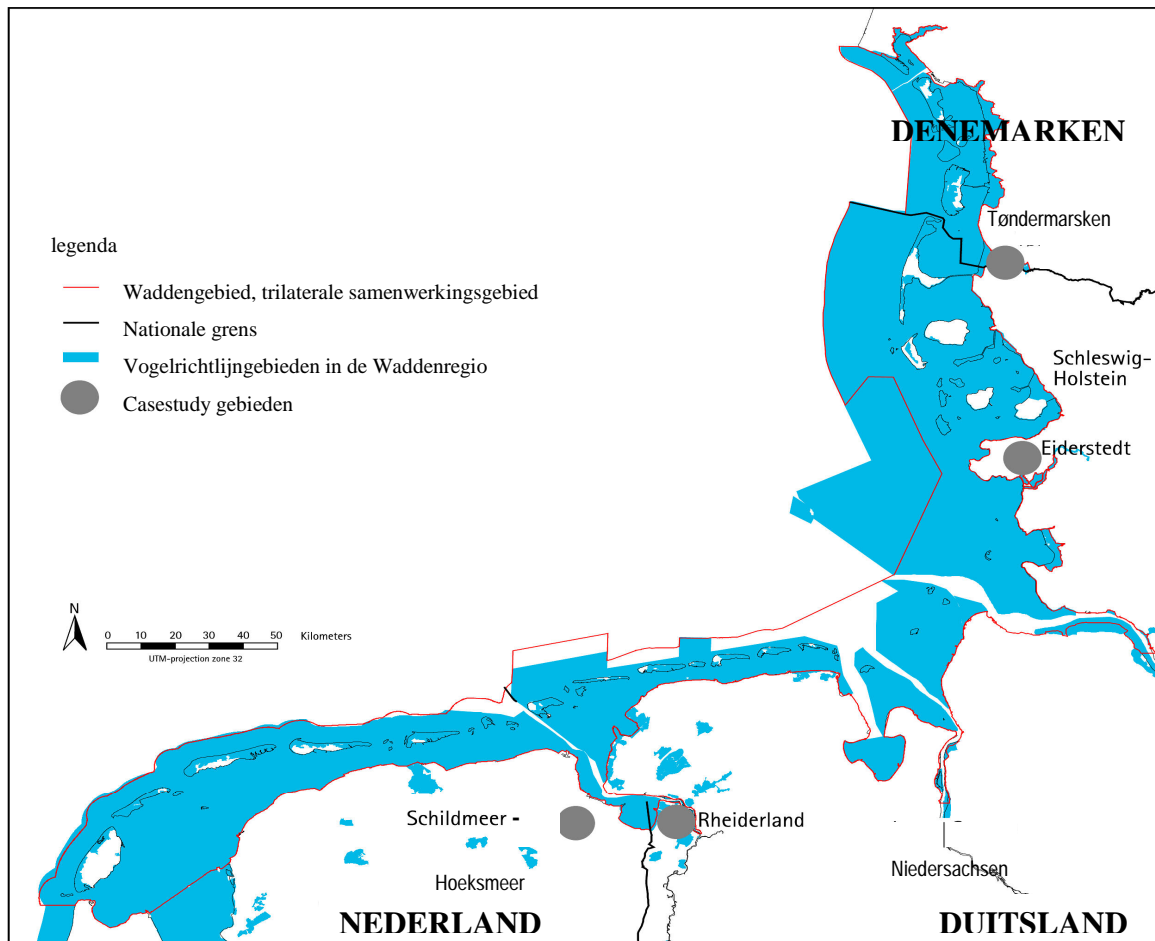 DENEMARKEN
Tøndermarsken
legenda
Waddengebied, trilaterale samenwerkingsgebied
Nationale grens
Vogelrichtlijngebieden in de Waddenregio
Casestudy gebieden
Schleswig-
Holstein
Eiderstedt
N
0 10 20 30 40 50 Kilometers
UTM-projection zone 32
Schildmeer -
Rheiderland
Hoeksmeer
Niedersachsen
NEDERLAND
DUITSLAND